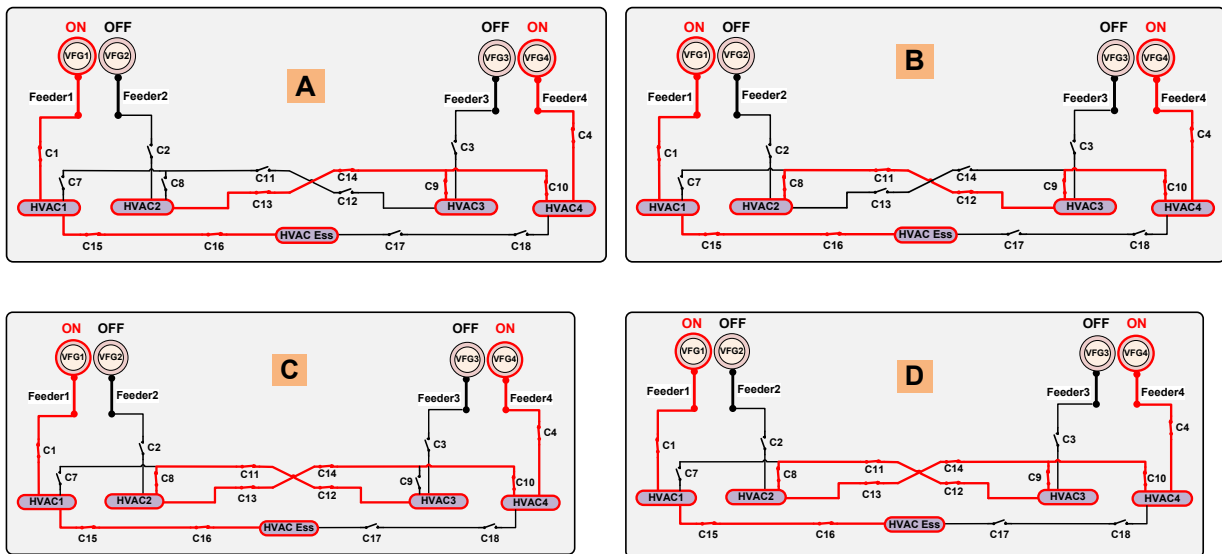 ON OFF OFF ON
VFG1 VFG2 VFG3 VFG4
A
Feeder1 Feeder2 Feeder3 Feeder4
C1 C2 C3 C4
C7 C8 C11 C14 C9 C10
C13 C12
HVAC1 HVAC2 HVAC3 HVAC4
HVAC Ess
C15 C16 C17 C18
ON OFF OFF ON
VFG1 VFG2 VFG3 VFG4
B
Feeder1 Feeder2 Feeder3 Feeder4
C1 C2 C3 C4
C7 C8 C11 C14 C9 C10
C13 C12
HVAC1 HVAC2 HVAC3 HVAC4
HVAC Ess
C15 C16 C17 C18
ON OFF OFF ON
VFG1 VFG2 VFG3 VFG4
C
Feeder1 Feeder2 Feeder3 Feeder4
C1 C2 C3 C4
C7 C8 C11 C14 C9 C10
C13 C12
HVAC1 HVAC2 HVAC3 HVAC4
HVAC Ess
C15 C16 C17 C18
ON OFF OFF ON
VFG1 VFG2 VFG3 VFG4
D
Feeder1 Feeder2 Feeder3 Feeder4
C1 C2 C3 C4
C7 C8 C11 C14 C9 C10
C13 C12
HVAC1 HVAC2 HVAC3 HVAC4
HVAC Ess
C15 C16 C17 C18